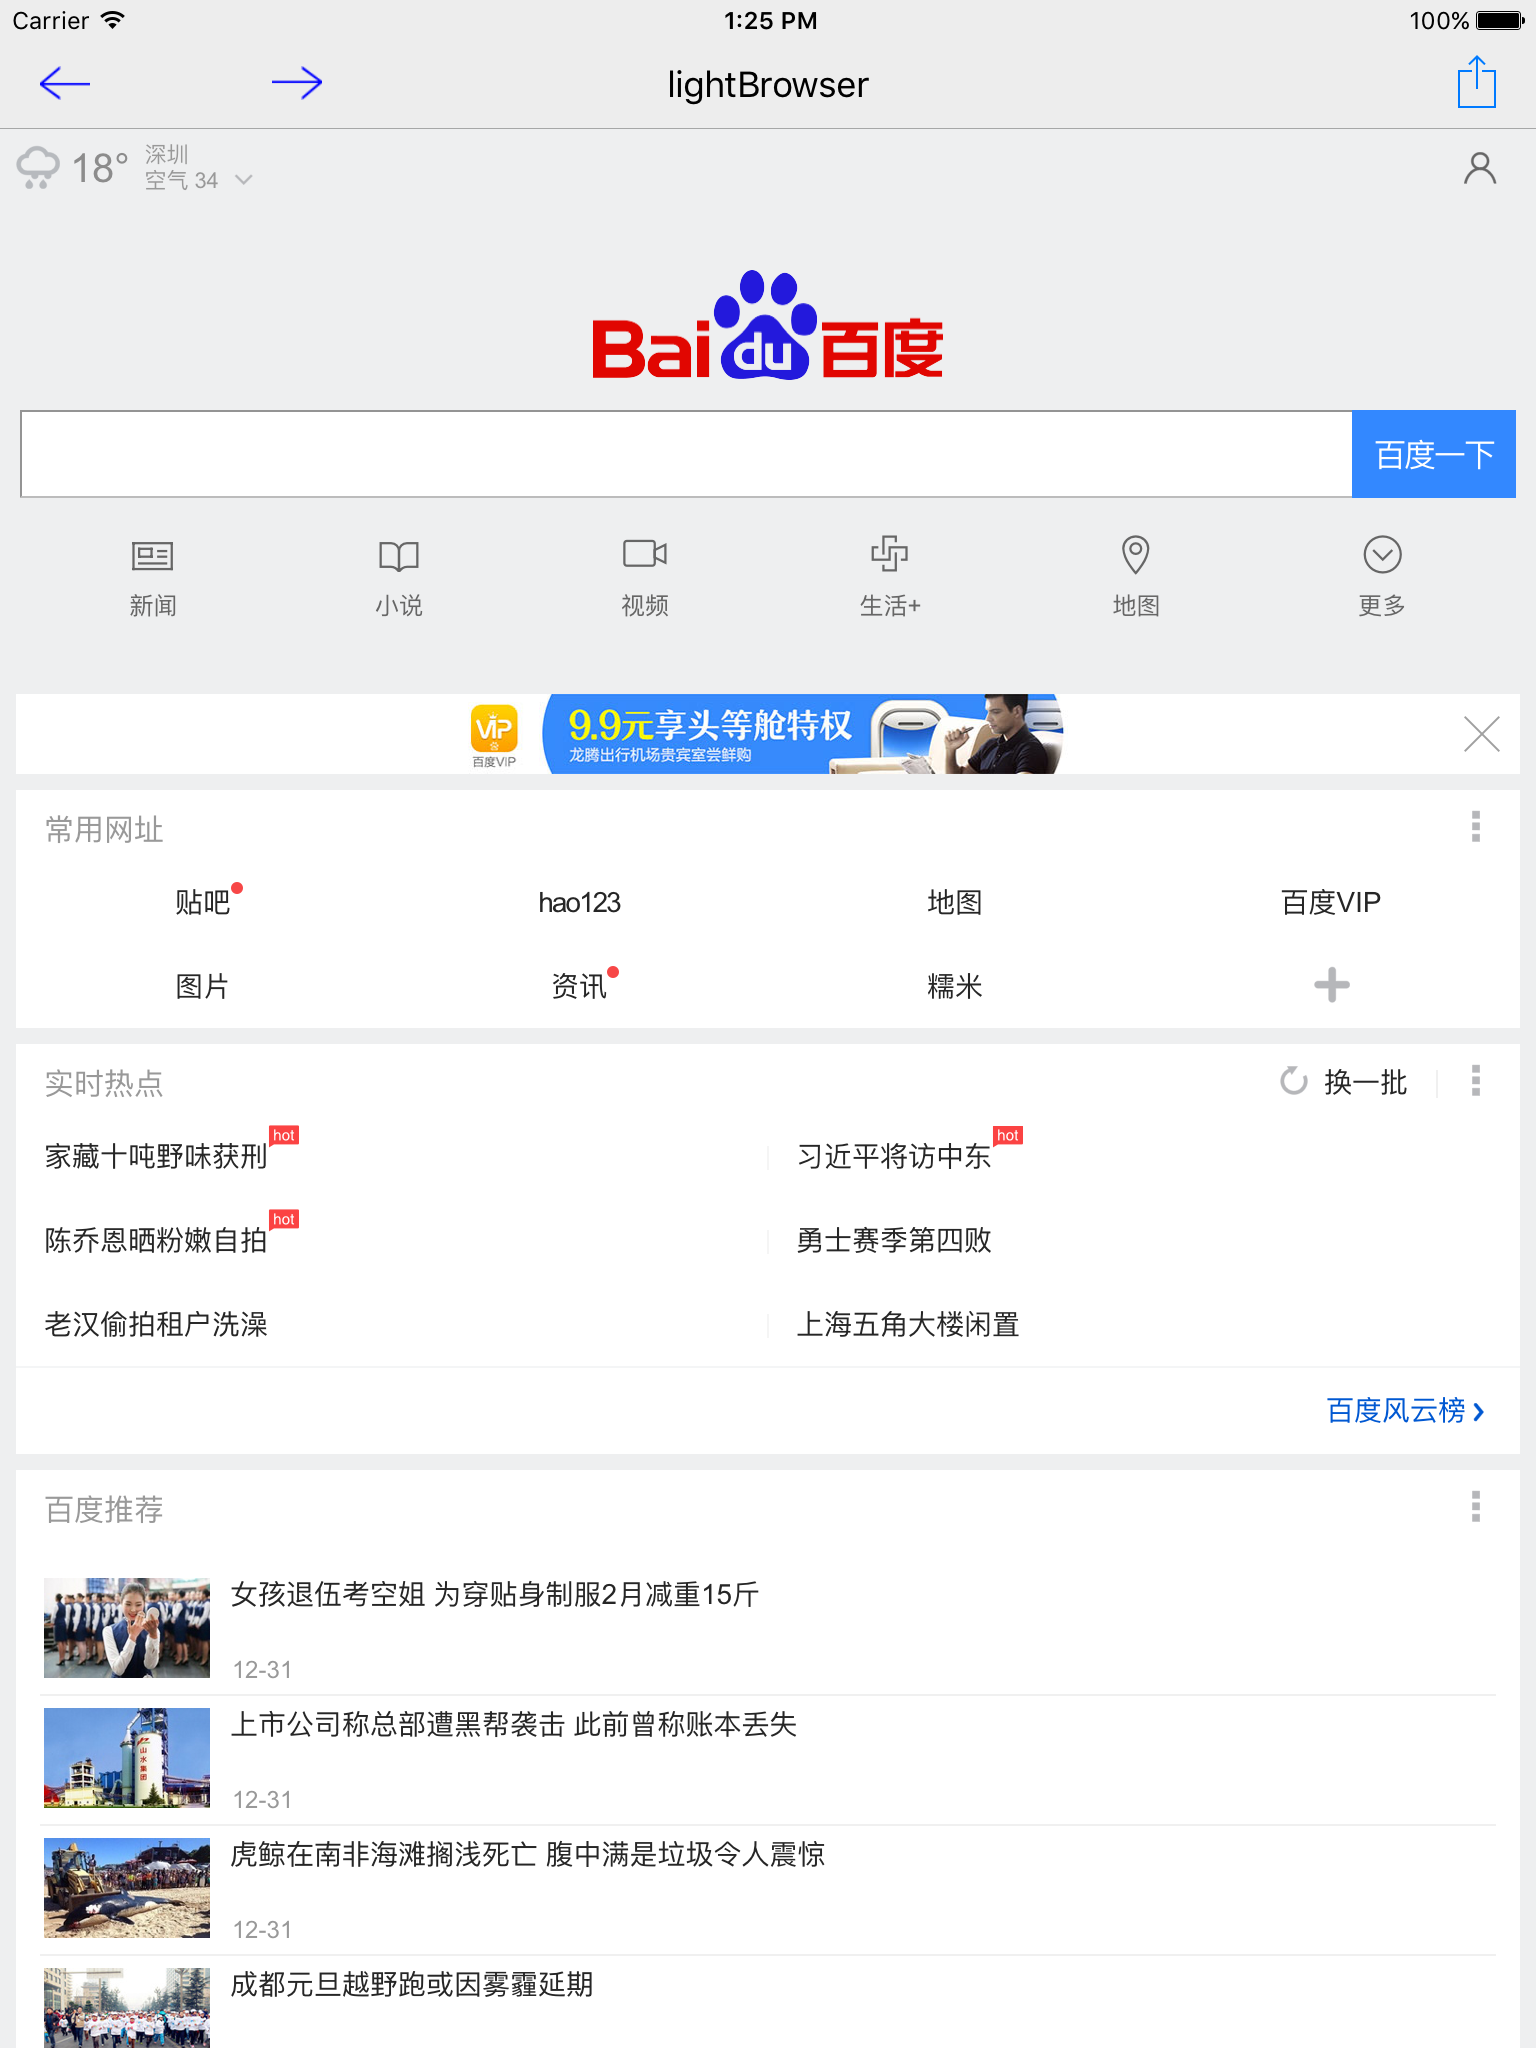 Carrier
1:25 PM
100%
lightBrowser
18°
深圳
空气 34
Bai du 百度
百度一下
新闻
小说
视频
生活+
地图
更多
VIP
百度VIP
9.9元享头等舱特权
龙腾出行机场贵宾室尝鲜购
常用网址
贴吧
hao123
地图
百度VIP
图片
资讯
糯米
实时热点
换一批
家藏十吨野味获刑 hot
习近平将访中东 hot
陈乔恩晒粉嫩自拍 hot
勇士赛季第四败
老汉偷拍租户洗澡
上海五角大楼闲置
百度风云榜
百度推荐
女孩退伍考空姐 为穿贴身制服2月减重15斤
12-31
上市公司称总部遭黑帮袭击 此前曾称账本丢失
山水集团
12-31
虎鲸在南非海滩搁浅死亡 腹中满是垃圾令人震惊
12-31
成都元旦越野跑或因雾霾延期